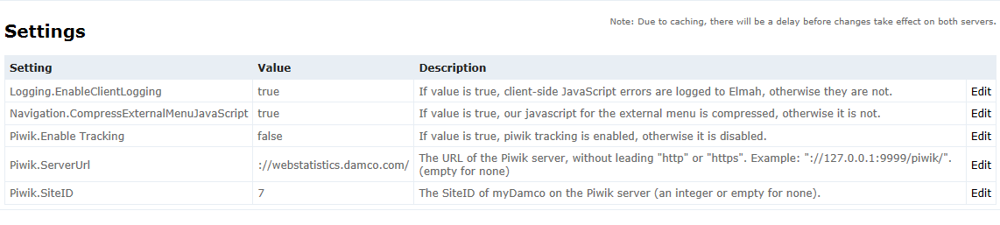 Note: Due to caching, there will be a delay before changes take effect on both servers.
Settings
Setting Value Description
Logging.EnableClientLogging true If value is true, client-side JavaScript errors are logged to Elmah, otherwise they are not. Edit
Navigation.CompressExternalMenuJavaScript true If value is true, our javascript for the external menu is compressed, otherwise it is not. Edit
Piwik.Enable Tracking false If value is true, piwik tracking is enabled, otherwise it is disabled. Edit
Piwik.ServerUrl ://webstatistics.damco.com/ The URL of the Piwik server, without leading "http" or "https". Example: "://127.0.0.1:9999/piwik/".
(empty for none) Edit
Piwik.SiteID 7 The SiteID of myDamco on the Piwik server (an integer or empty for none). Edit